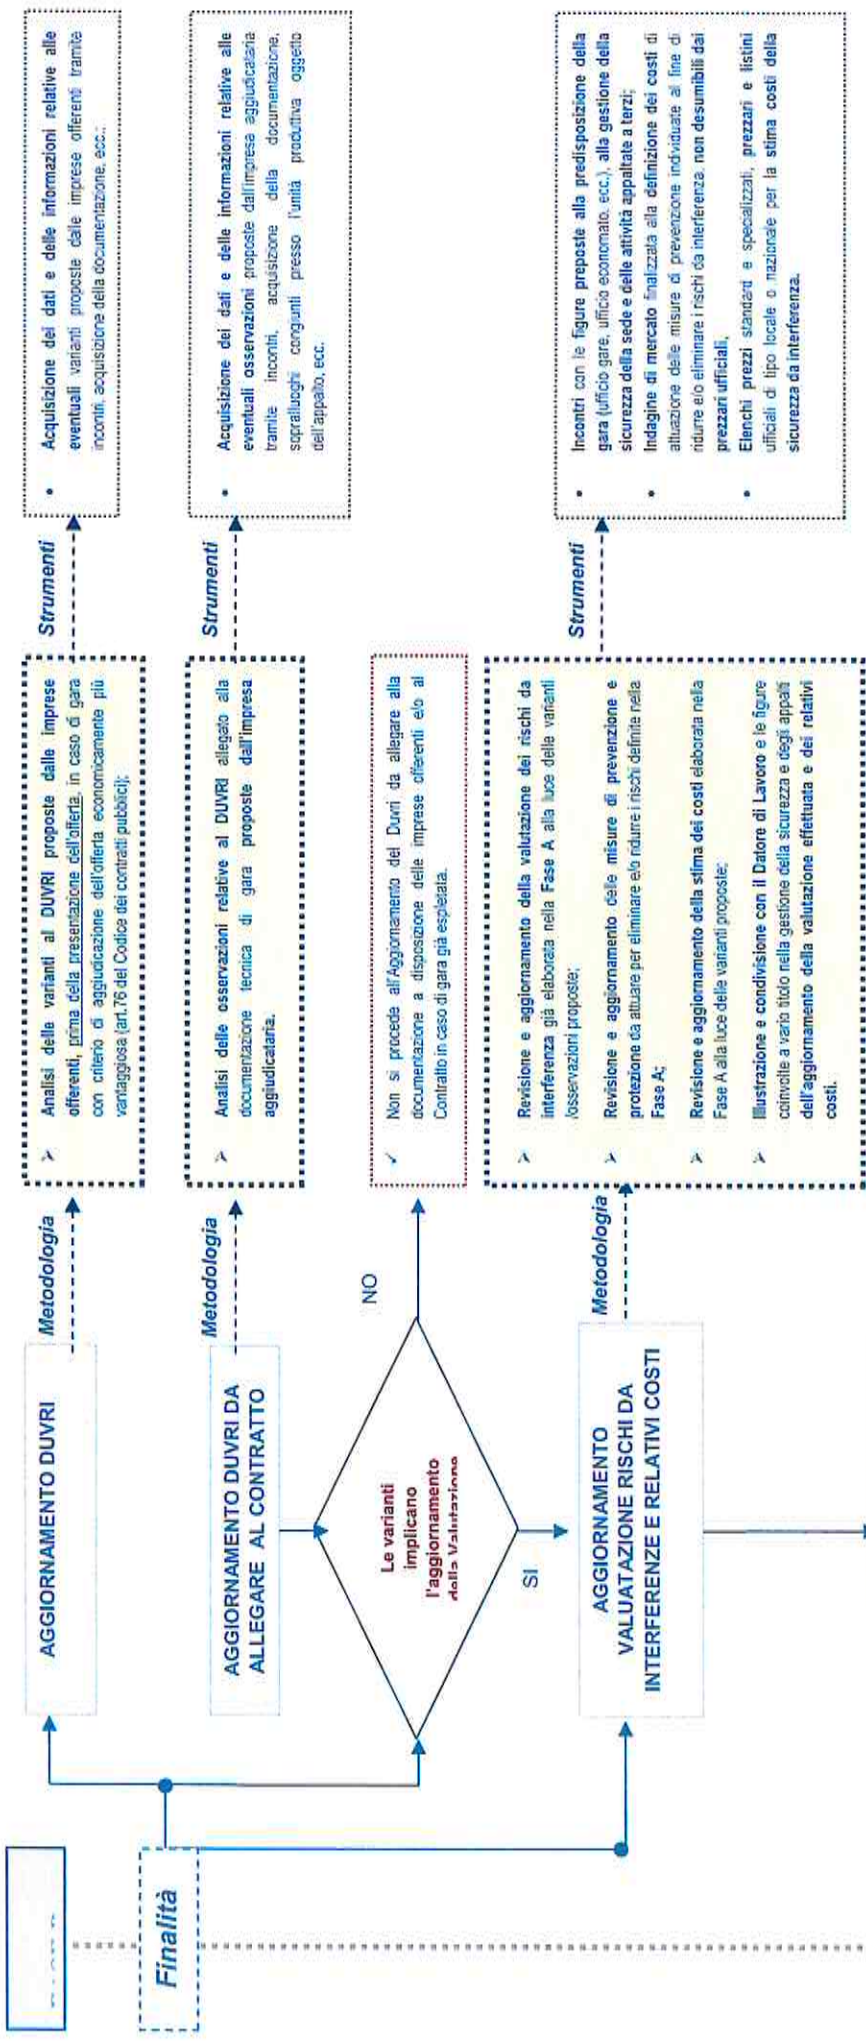 Finalità
AGGIORNAMENTO DUVRI
Metodologia
➢ Analisi delle varianti al DUVRI proposte dalle imprese
offerenti, prima della presentazione dell'offerta, in caso di gara
con criterio di aggiudicazione dell'offerta economicamente più
vantaggiosa (art.76 del Codice dei contratti pubblici);
Strumenti
• Acquisizione dei dati e delle informazioni relative alle
eventuali varianti proposte dalle imprese offerenti tramite
incontri, acquisizione della documentazione, ecc.;
AGGIORNAMENTO DUVRI DA
ALLEGARE AL CONTRATTO
Metodologia
➢ Analisi delle osservazioni relative al DUVRI allegato alla
documentazione tecnica di gara proposte dall'impresa
aggiudicataria.
Strumenti
• Acquisizione dei dati e delle informazioni relative alle
eventuali osservazioni proposte dall'impresa aggiudicataria
tramite incontri, acquisizione della documentazione,
sopralluoghi congiunti presso l'unità produttiva oggetto
dell'appalto, ecc.
Le varianti
implicano
l'aggiornamento
della Valutazione
NO
✓ Non si procede all'Aggiornamento del Duvri da allegare alla
documentazione a disposizione delle imprese offerenti e/o al
Contratto in caso di gara già espletata.
SI
AGGIORNAMENTO
VALUATAZIONE RISCHI DA
INTERFERENZE E RELATIVI COSTI
Metodologia
➢ Revisione e aggiornamento della valutazione dei rischi da
interferenza già elaborata nella Fase A alla luce delle varianti
/osservazioni proposte;
➢ Revisione e aggiornamento delle misure di prevenzione e
protezione da attuare per eliminare e/o ridurre i rischi definite nella
Fase A;
➢ Revisione e aggiornamento della stima dei costi elaborata nella
Fase A alla luce delle varianti proposte;
➢ Illustrazione e condivisione con il Datore di Lavoro e le figure
coinvolte a vario titolo nella gestione della sicurezza e degli appalti
dell'aggiornamento della valutazione effettuata e dei relativi
costi.
Strumenti
• Incontri con le figure preposte alla predisposizione della
gara (ufficio gare, ufficio economato, ecc.), alla gestione della
sicurezza della sede e delle attività appaltate a terzi;
• Indagine di mercato finalizzata alla definizione dei costi di
attuazione delle misure di prevenzione individuate al fine di
ridurre e/o eliminare i rischi da interferenza, non desumibili dai
prezzari ufficiali,
• Elenchi prezzi standard e specializzati, prezzari e listini
ufficiali di tipo locale o nazionale per la stima costi della
sicurezza da interferenza.